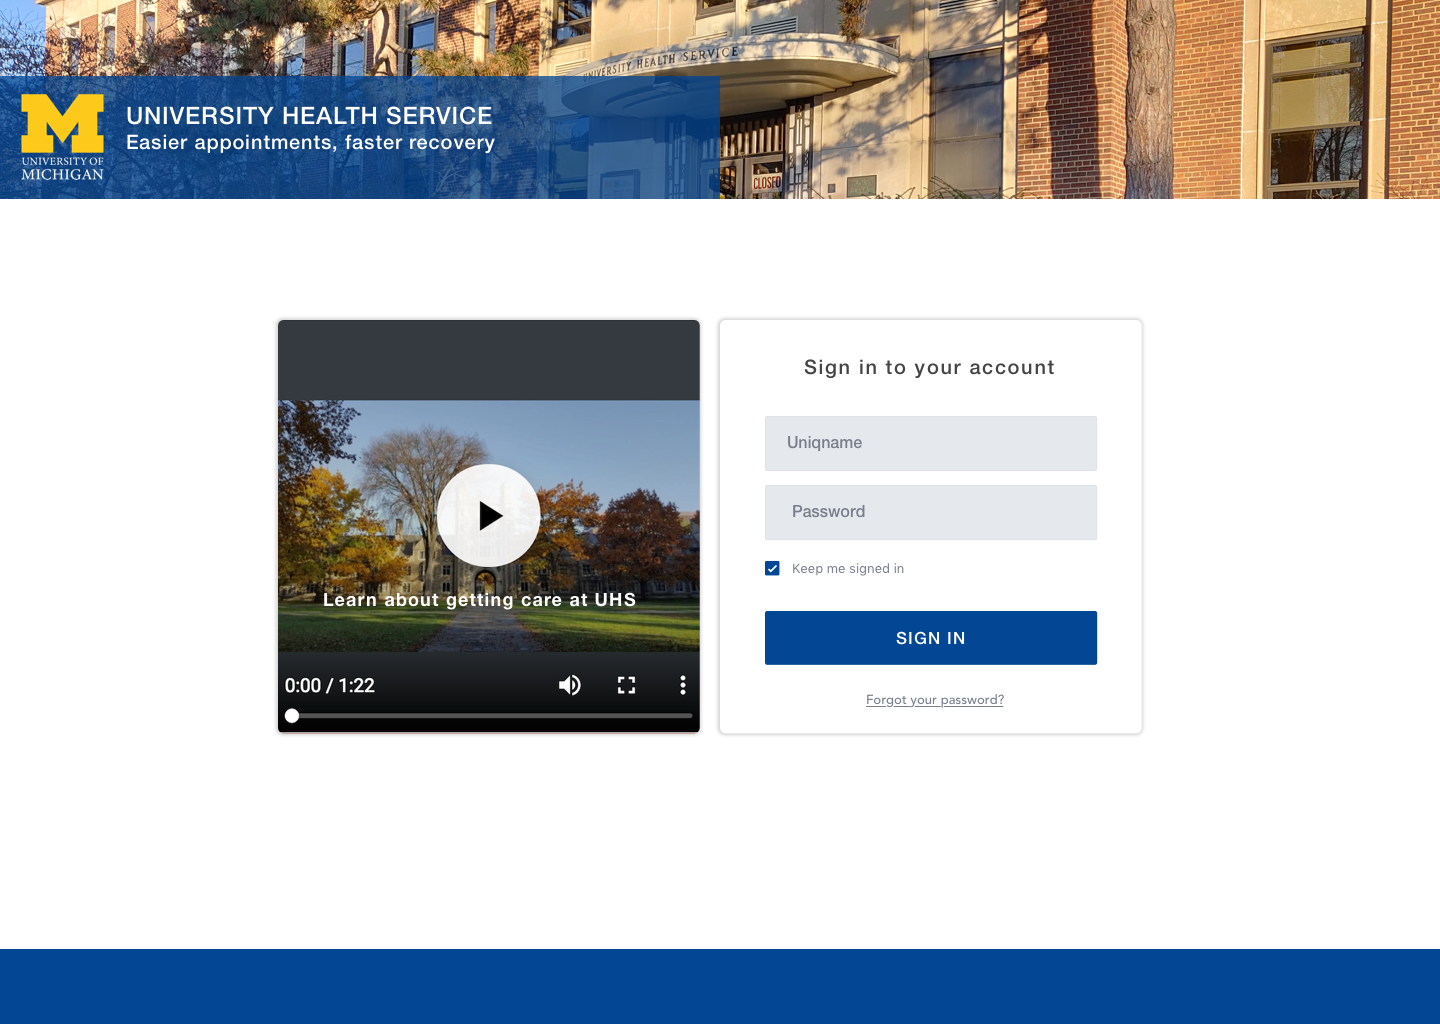 UNIVERSITY HEALTH SERVICE
CLOSED
UNIVERSITY OF
MICHIGAN
UNIVERSITY HEALTH SERVICE
Easier appointments, faster recovery
Learn about getting care at UHS
0:00 / 1:22
Sign in to your account
Uniqname
Password
Keep me signed in
SIGN IN
Forgot your password?